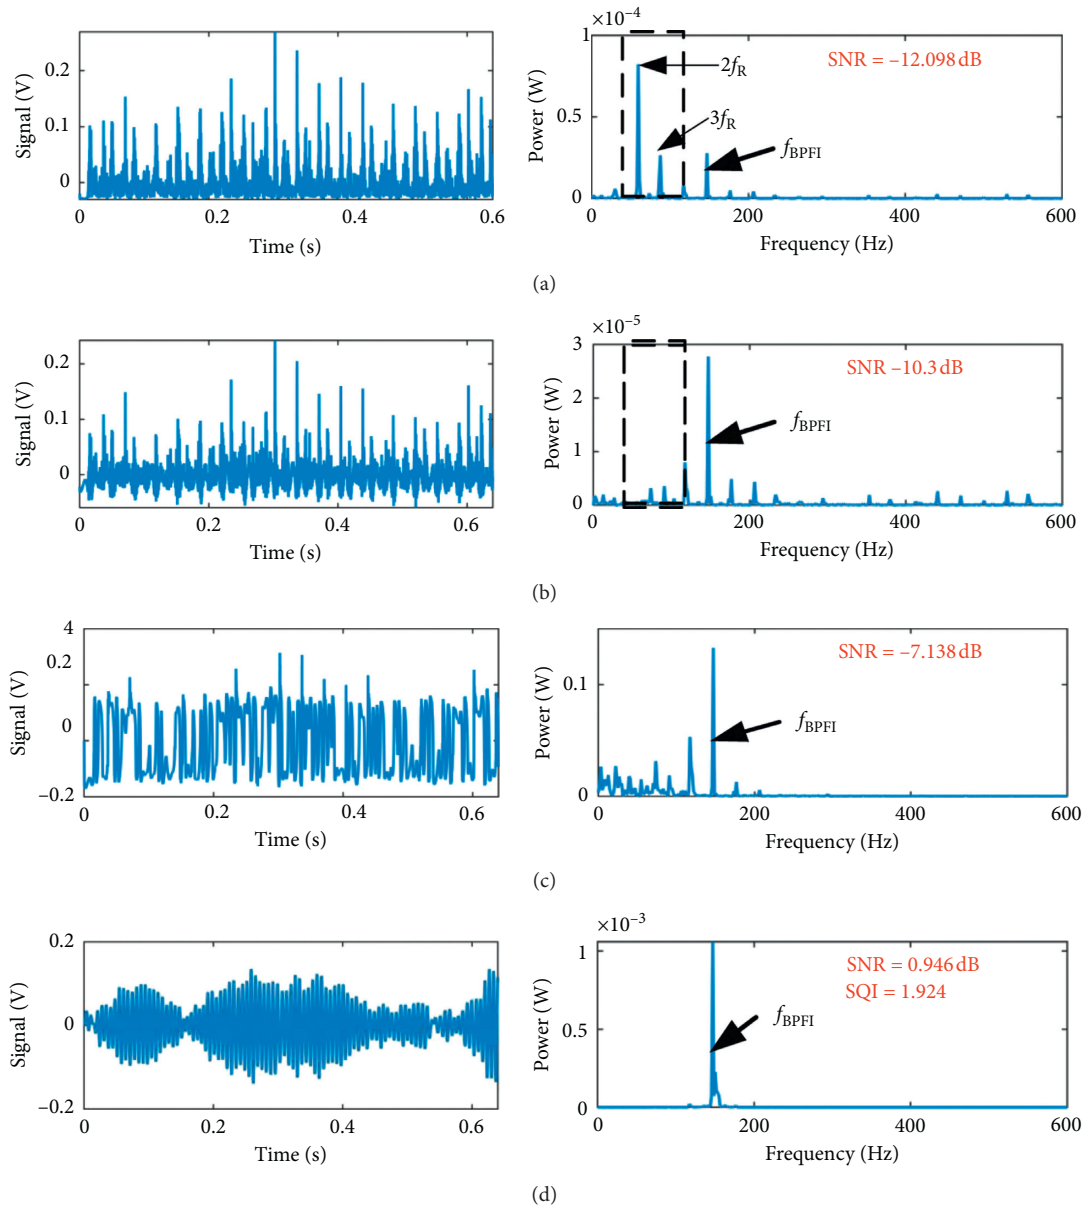 Signal (V)
0.2
0.1
0
0
0.2
0.4
0.6
Time (s)
×10–4
Power (W)
1
0.5
0
0
200
400
600
Frequency (Hz)
SNR = –12.098 dB
2fR
3fR
fBPFI
(a)
Signal (V)
0.2
0.1
0
0
0.2
0.4
0.6
Time (s)
×10–5
Power (W)
3
2
1
0
0
200
400
600
Frequency (Hz)
SNR –10.3 dB
fBPFI
(b)
Signal (V)
4
0.2
0
–0.2
0
0.2
0.4
0.6
Time (s)
Power (W)
0.1
0
0
200
400
600
Frequency (Hz)
SNR = –7.138 dB
fBPFI
(c)
Signal (V)
0.2
0
–0.2
0
0.2
0.4
0.6
Time (s)
×10–3
Power (W)
1
0.5
0
0
200
400
600
Frequency (Hz)
SNR = 0.946 dB
SQI = 1.924
fBPFI
(d)